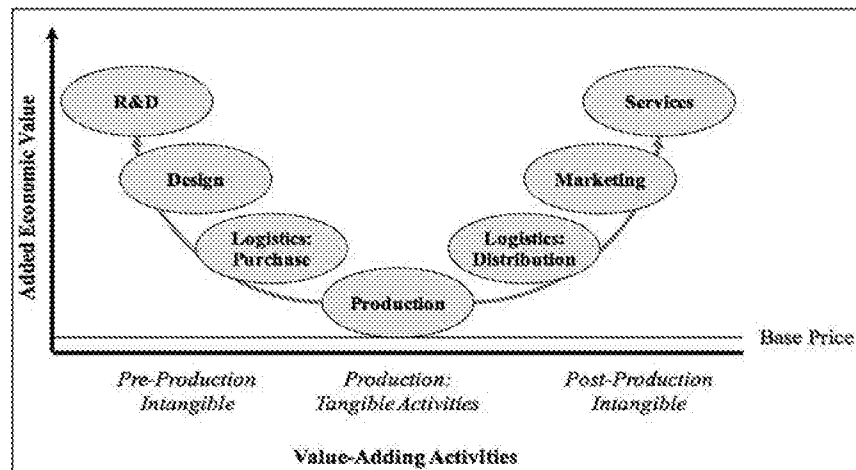 Added Economic Value
R&D
Services
Design
Marketing
Logistics:
Purchase
Logistics:
Distribution
Production
Base Price
Pre-Production
Intangible
Production:
Tangible Activities
Post-Production
Intangible
Value-Adding Activities